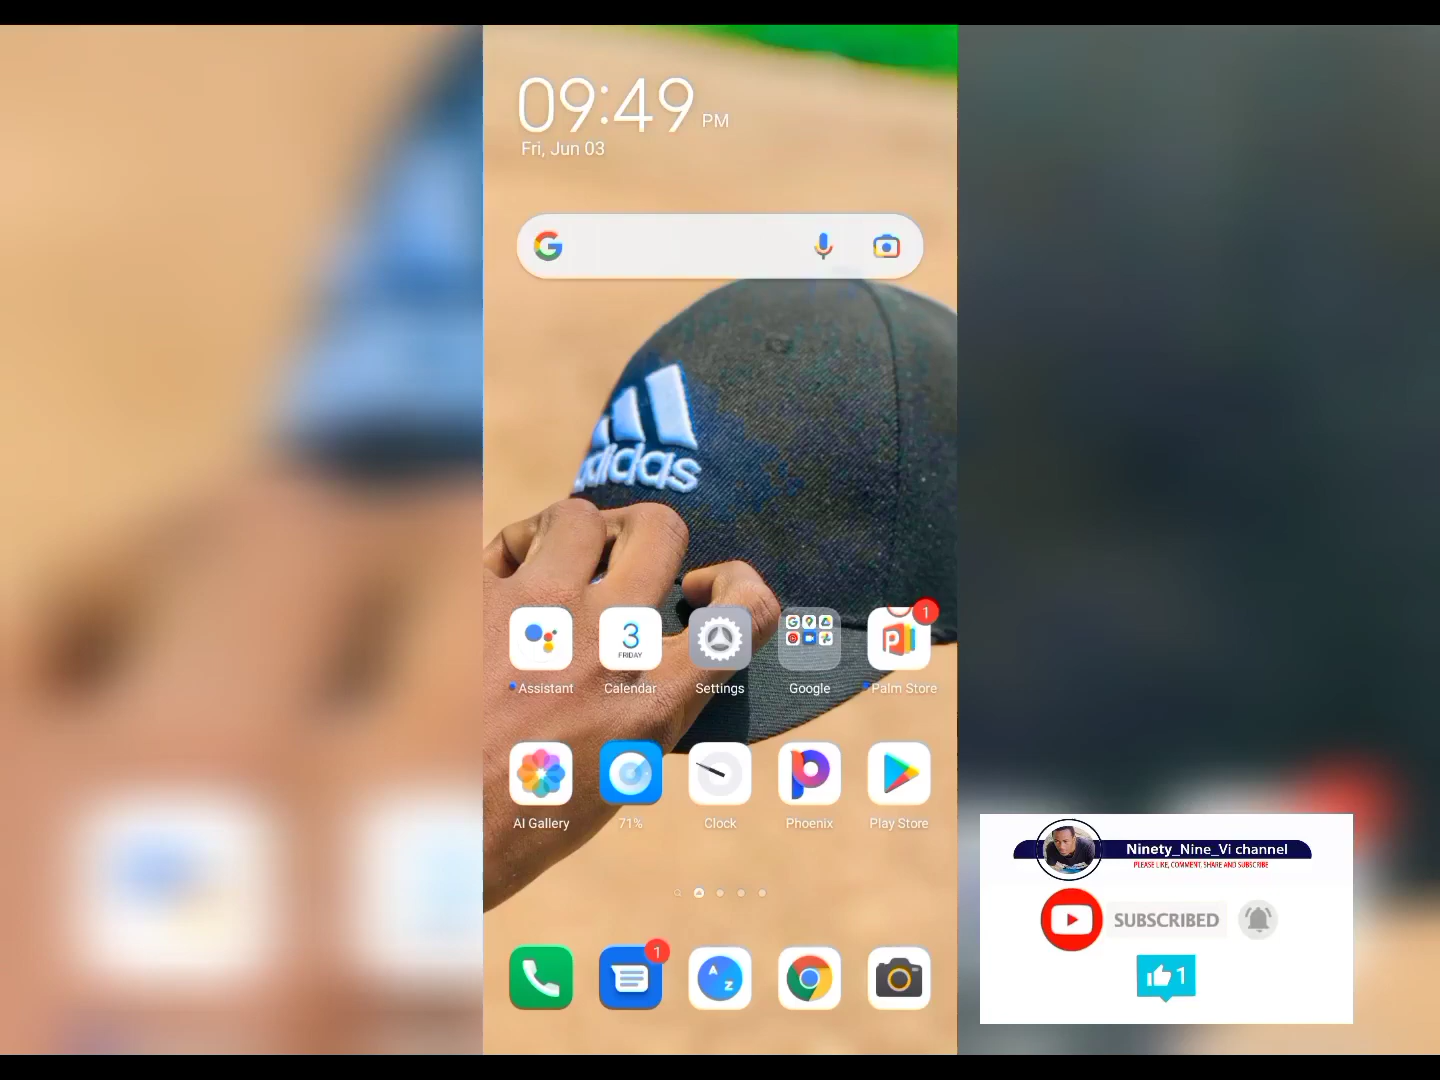 09:49 PM
Fri, Jun 03
adidas
3
FRIDAY
1
Assistant
Calendar
Settings
Google
Palm Store
AI Gallery
71%
Clock
Phoenix
Play Store
1
A
Z
Ninety_Nine_Vi channel
PLEASE LIKE, COMMENT, SHARE AND SUBSCRIBE
SUBSCRIBED
1